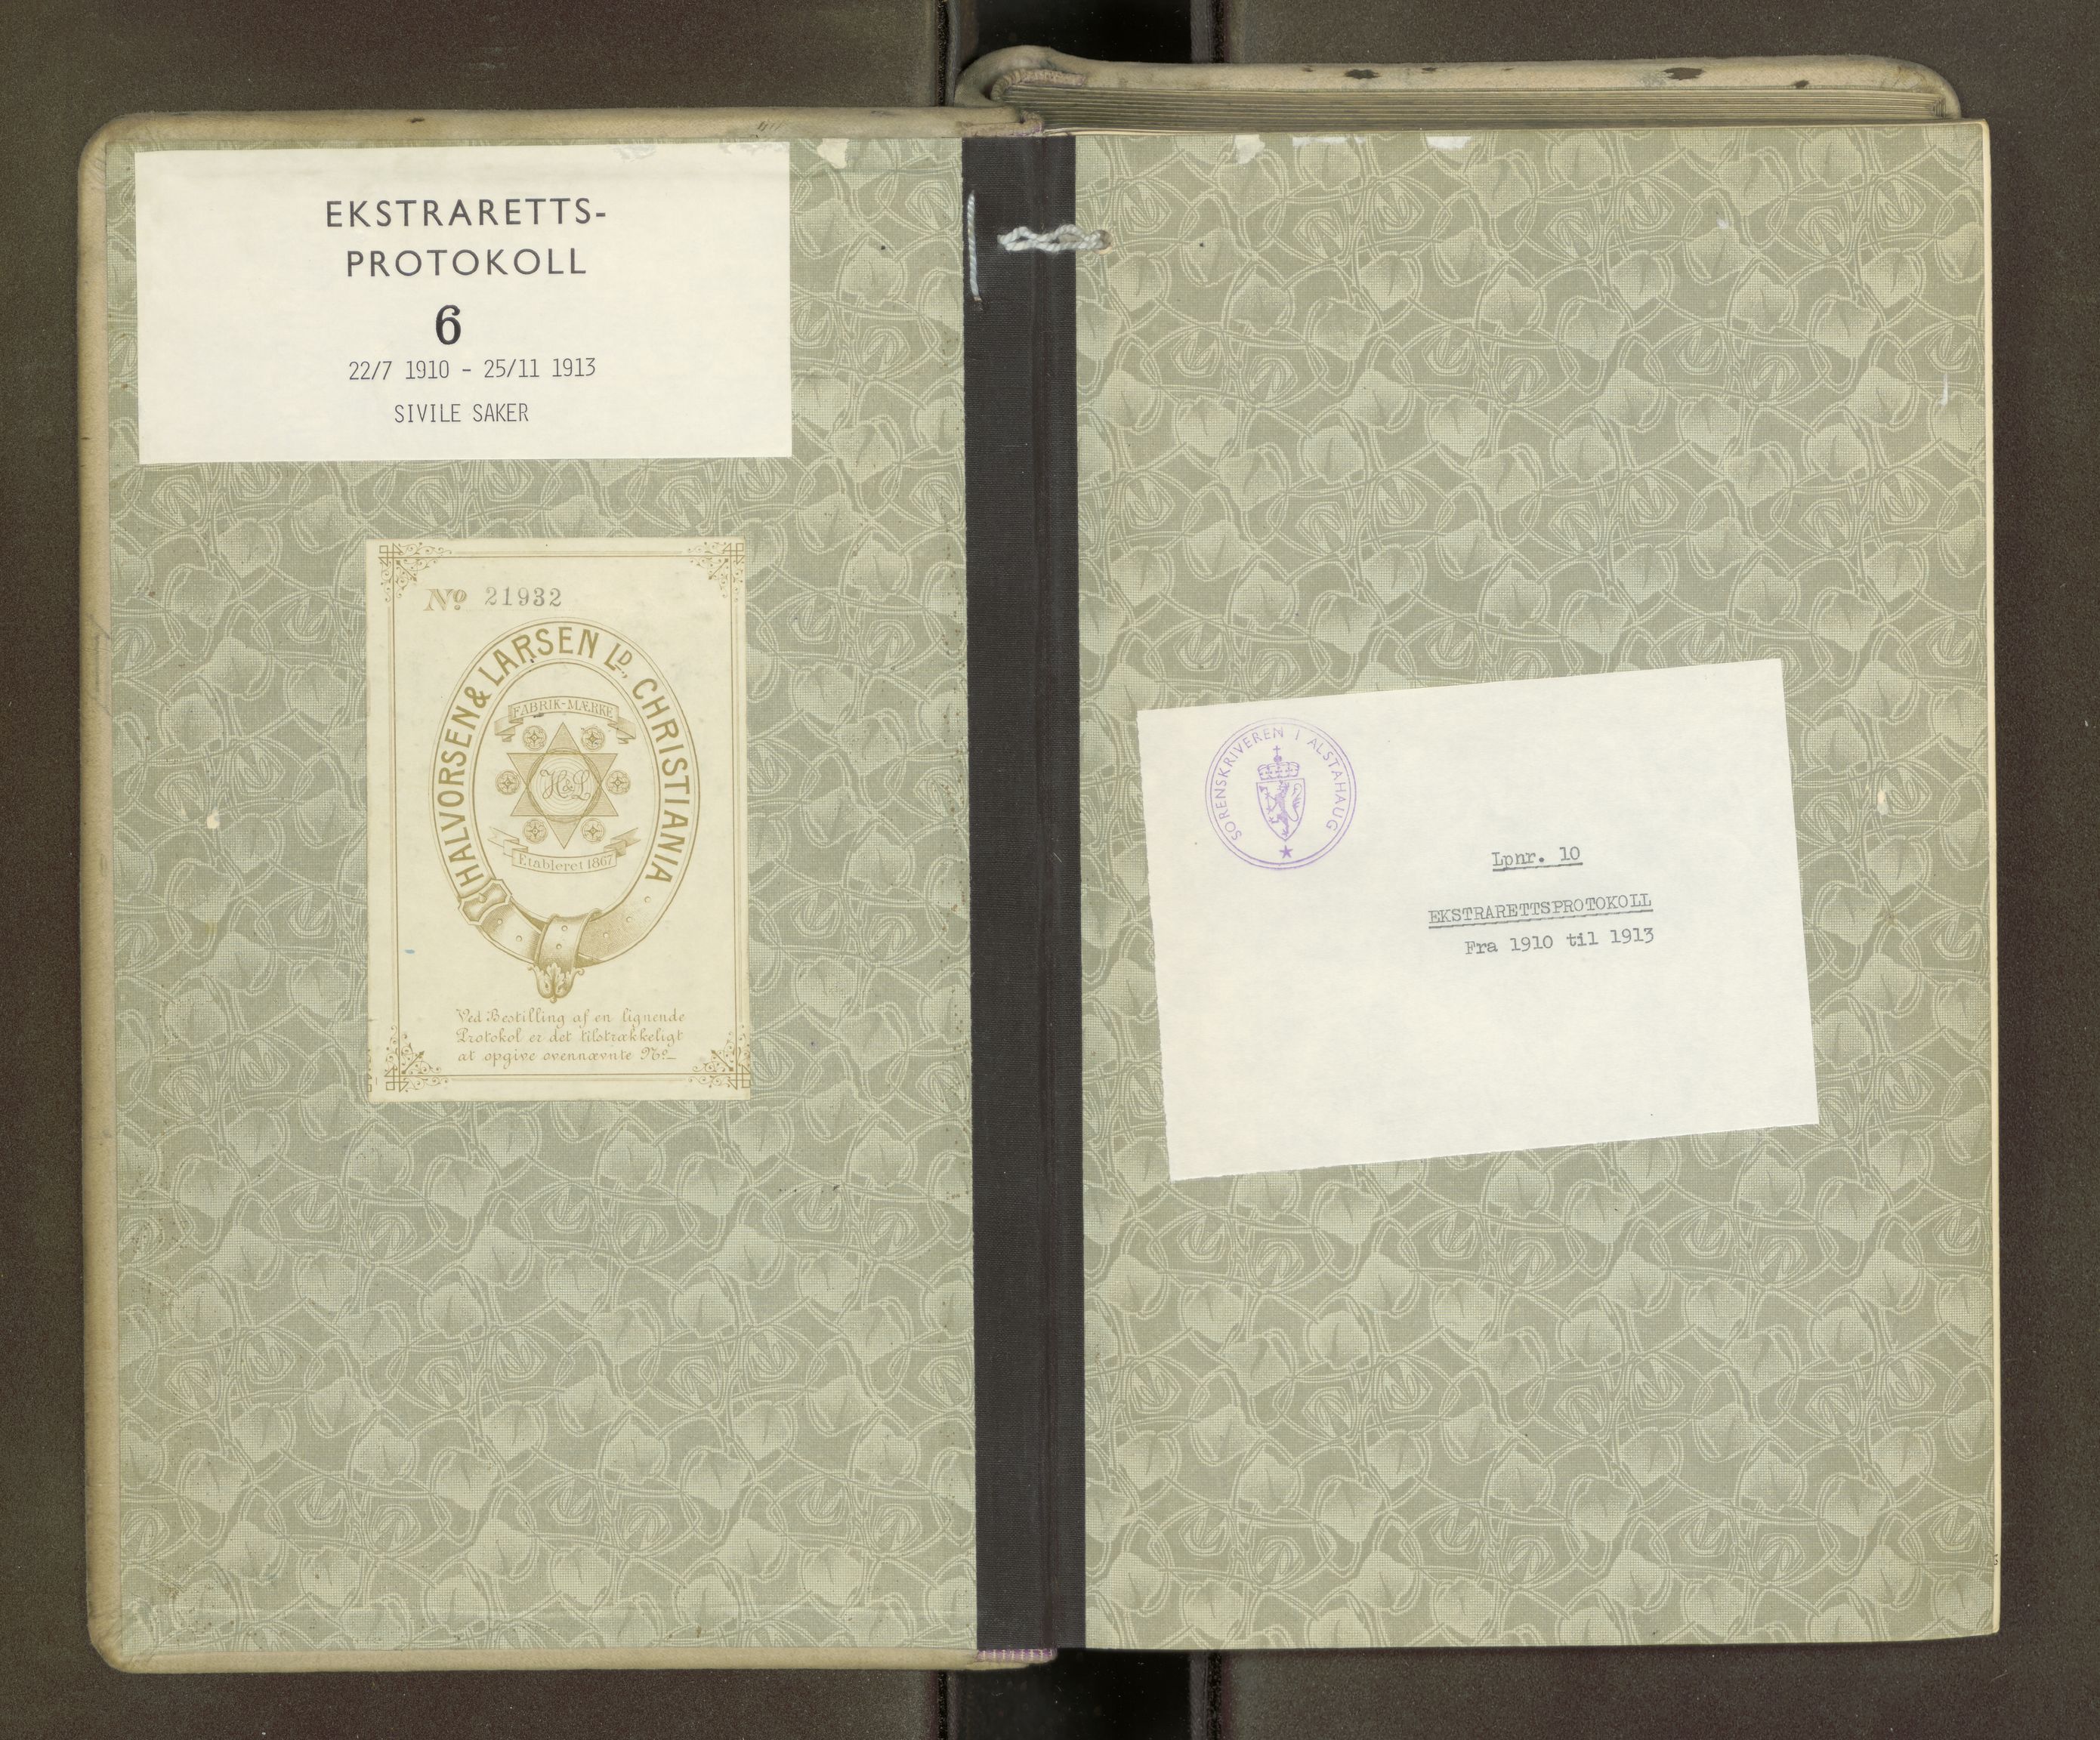 EKSTRARETTS-
PROTOKOLL
6
22/7 1910 - 25/11 1913
SIVILE SAKER
No 21932
HALVORSEN & LARSEN LD., CHRISTIANIA
FABRIK-MÆRKE
H&L
Etableret 1867
Ved Bestilling af en lignende
Protokol er det tilstrækkeligt
at opgive ovennævnte No_
SORENSKRIVEREN I ALSTAHAUG
Lpnr. 10
EKSTRARETTSPROTOKOLL
Fra 1910 til 1913